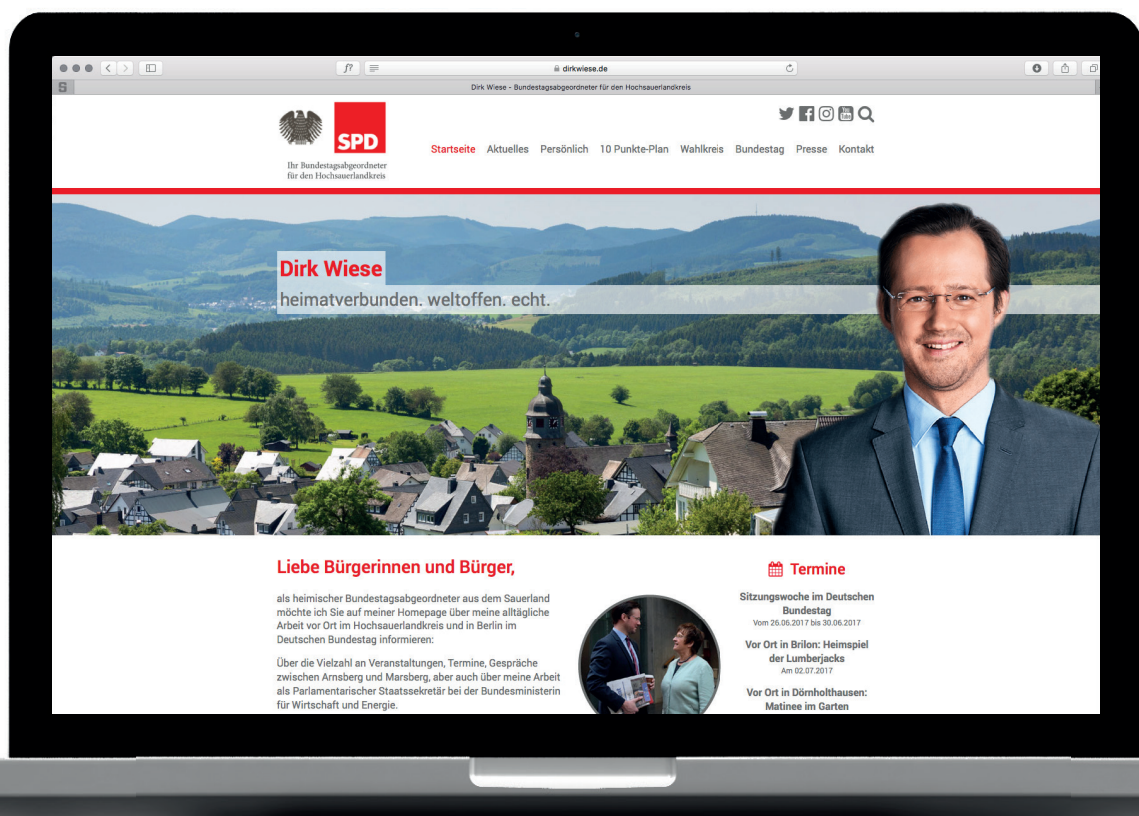 f?
dirkwiese.de
S
Dirk Wiese - Bundestagsabgeordneter für den Hochsauerlandkreis
SPD
Ihr Bundestagsabgeordneter
für den Hochsauerlandkreis
Startseite Aktuelles Persönlich 10 Punkte-Plan Wahlkreis Bundestag Presse Kontakt
Dirk Wiese
heimatverbunden. weltoffen. echt.
Liebe Bürgerinnen und Bürger,
als heimischer Bundestagsabgeordneter aus dem Sauerland
möchte ich Sie auf meiner Homepage über meine alltägliche
Arbeit vor Ort im Hochsauerlandkreis und in Berlin im
Deutschen Bundestag informieren:
Über die Vielzahl an Veranstaltungen, Termine, Gespräche
zwischen Arnsberg und Marsberg, aber auch über meine Arbeit
als Parlamentarischer Staatssekretär bei der Bundesministerin
für Wirtschaft und Energie.
Termine
Sitzungswoche im Deutschen
Bundestag
Vom 26.06.2017 bis 30.06.2017
Vor Ort in Brilon: Heimspiel
der Lumberjacks
Am 02.07.2017
Vor Ort in Dörnholthausen:
Matinee im Garten